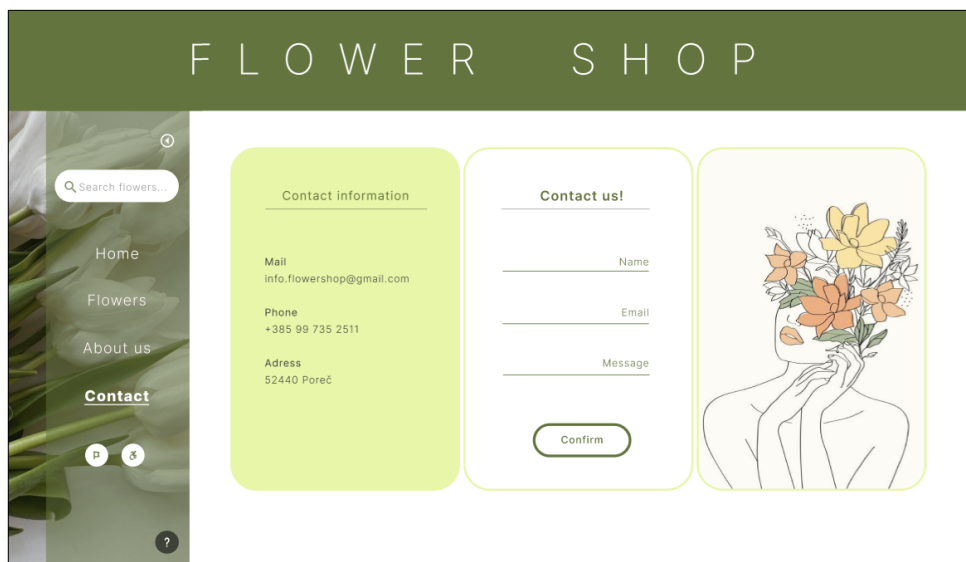 FLOWER SHOP
Search flowers...
Home
Flowers
About us
Contact
?
Contact information
Mail
info.flowershop@gmail.com
Phone
+385 99 735 2511
Adress
52440 Poreč
Contact us!
Name
Email
Message
Confirm